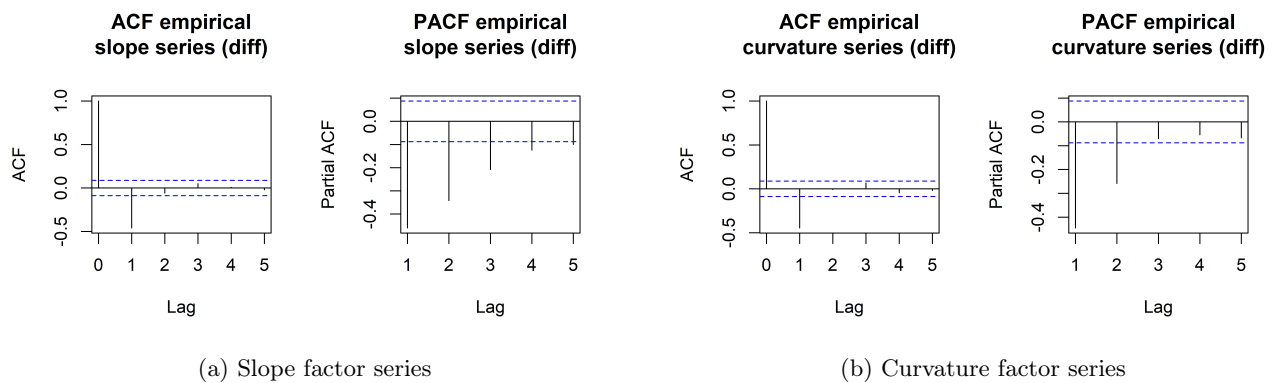 ACF empirical
slope series (diff)
PACF empirical
slope series (diff)
ACF empirical
curvature series (diff)
PACF empirical
curvature series (diff)
ACF
1.0
0.5
0.0
-0.5
0 1 2 3 4 5
Lag
Partial ACF
0.0
-0.2
-0.4
1 2 3 4 5
Lag
ACF
1.0
0.5
0.0
-0.5
0 1 2 3 4 5
Lag
Partial ACF
0.0
-0.2
-0.4
1 2 3 4 5
Lag
(a) Slope factor series
(b) Curvature factor series